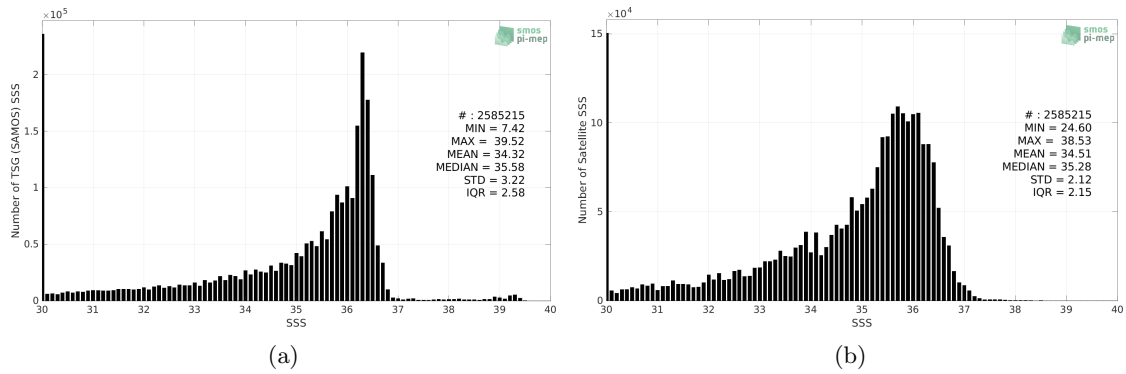 ×10⁵
2
1.5
1
0.5
0
Number of TSG (SAMOS) SSS
30 31 32 33 34 35 36 37 38 39 40
SSS
smos
pi-mep
# : 2585215
MIN = 7.42
MAX = 39.52
MEAN = 34.32
MEDIAN = 35.58
STD = 3.22
IQR = 2.58
(a)
×10⁴
15
10
5
0
Number of Satellite SSS
30 31 32 33 34 35 36 37 38 39 40
SSS
smos
pi-mep
# : 2585215
MIN = 24.60
MAX = 38.53
MEAN = 34.51
MEDIAN = 35.28
STD = 2.12
IQR = 2.15
(b)